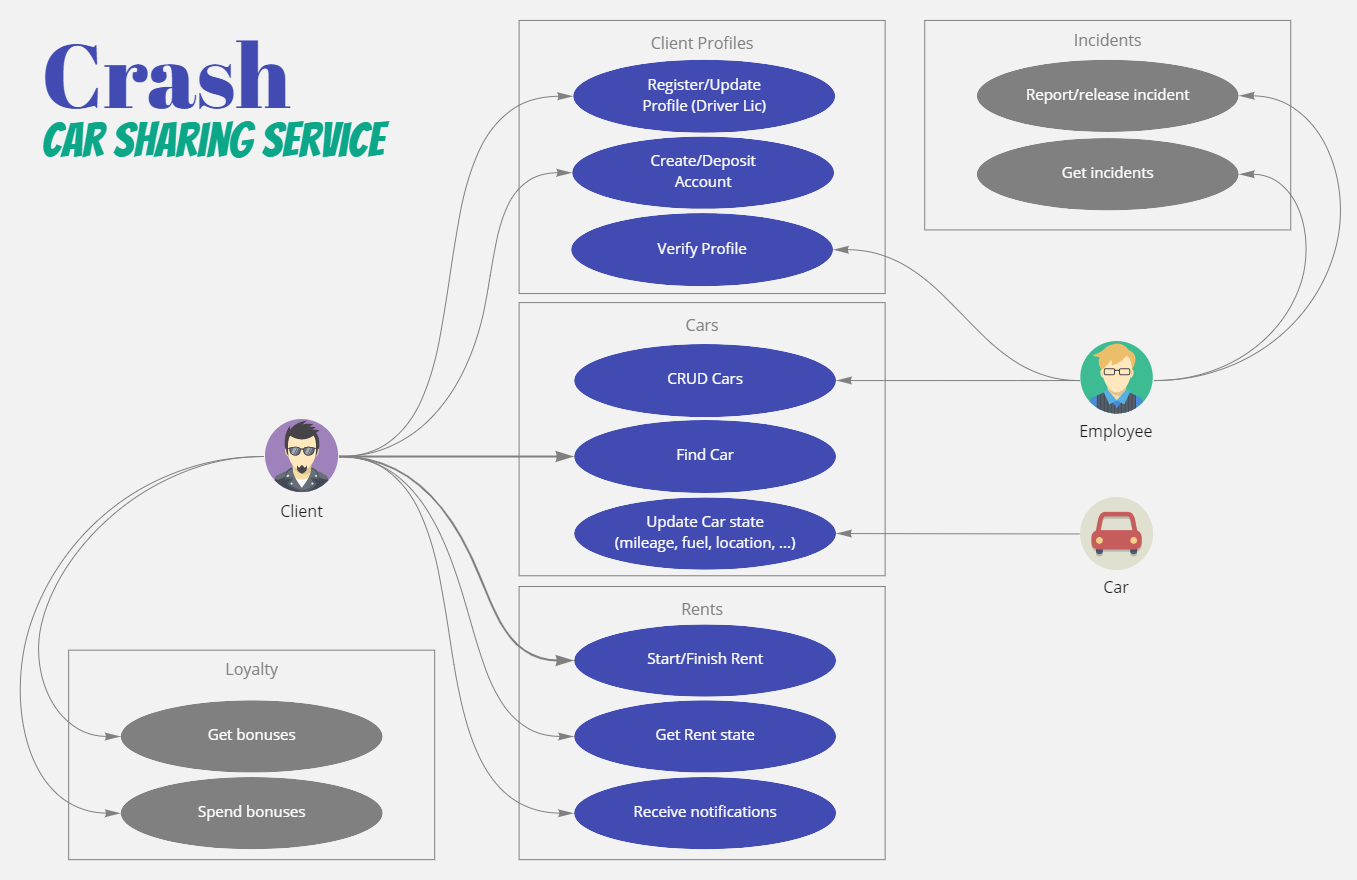 Crash
CAR SHARING SERVICE
Client Profiles
Register/Update
Profile (Driver Lic)
Create/Deposit
Account
Verify Profile
Incidents
Report/release incident
Get incidents
Cars
CRUD Cars
Find Car
Update Car state
(mileage, fuel, location, ...)
Employee
Client
Car
Rents
Start/Finish Rent
Get Rent state
Receive notifications
Loyalty
Get bonuses
Spend bonuses